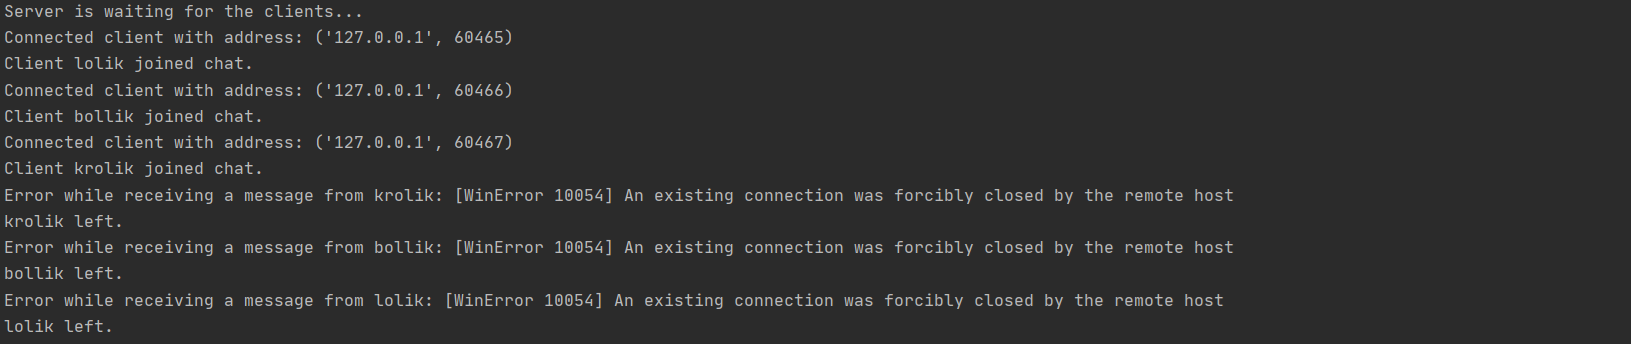 Server is waiting for the clients...
Connected client with address: ('127.0.0.1', 60465)
Client lolik joined chat.
Connected client with address: ('127.0.0.1', 60466)
Client bollik joined chat.
Connected client with address: ('127.0.0.1', 60467)
Client krolik joined chat.
Error while receiving a message from krolik: [WinError 10054] An existing connection was forcibly closed by the remote host
krolik left.
Error while receiving a message from bollik: [WinError 10054] An existing connection was forcibly closed by the remote host
bollik left.
Error while receiving a message from lolik: [WinError 10054] An existing connection was forcibly closed by the remote host
lolik left.